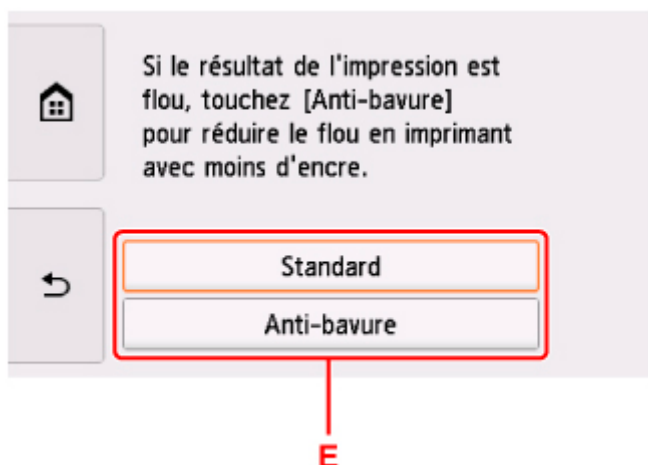 Si le résultat de l'impression est
flou, touchez [Anti-bavure]
pour réduire le flou en imprimant
avec moins d'encre.
Standard
Anti-bavure
E